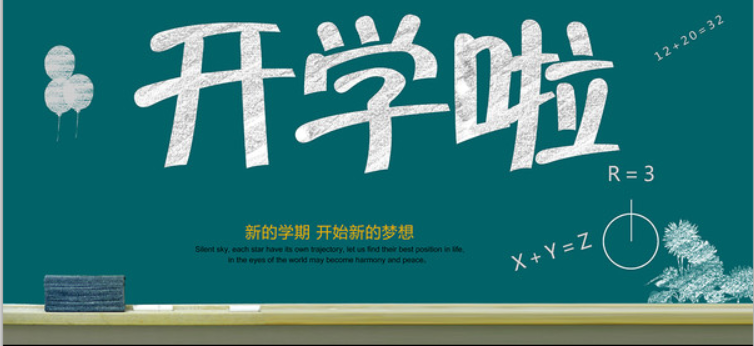 开学啦
12+20=32
R=3
X+Y=Z
新的学期 开始新的梦想
Silent sky, each star have its own trajectory, let us find their best position in life,
in the eyes of the world may become harmony and peace。